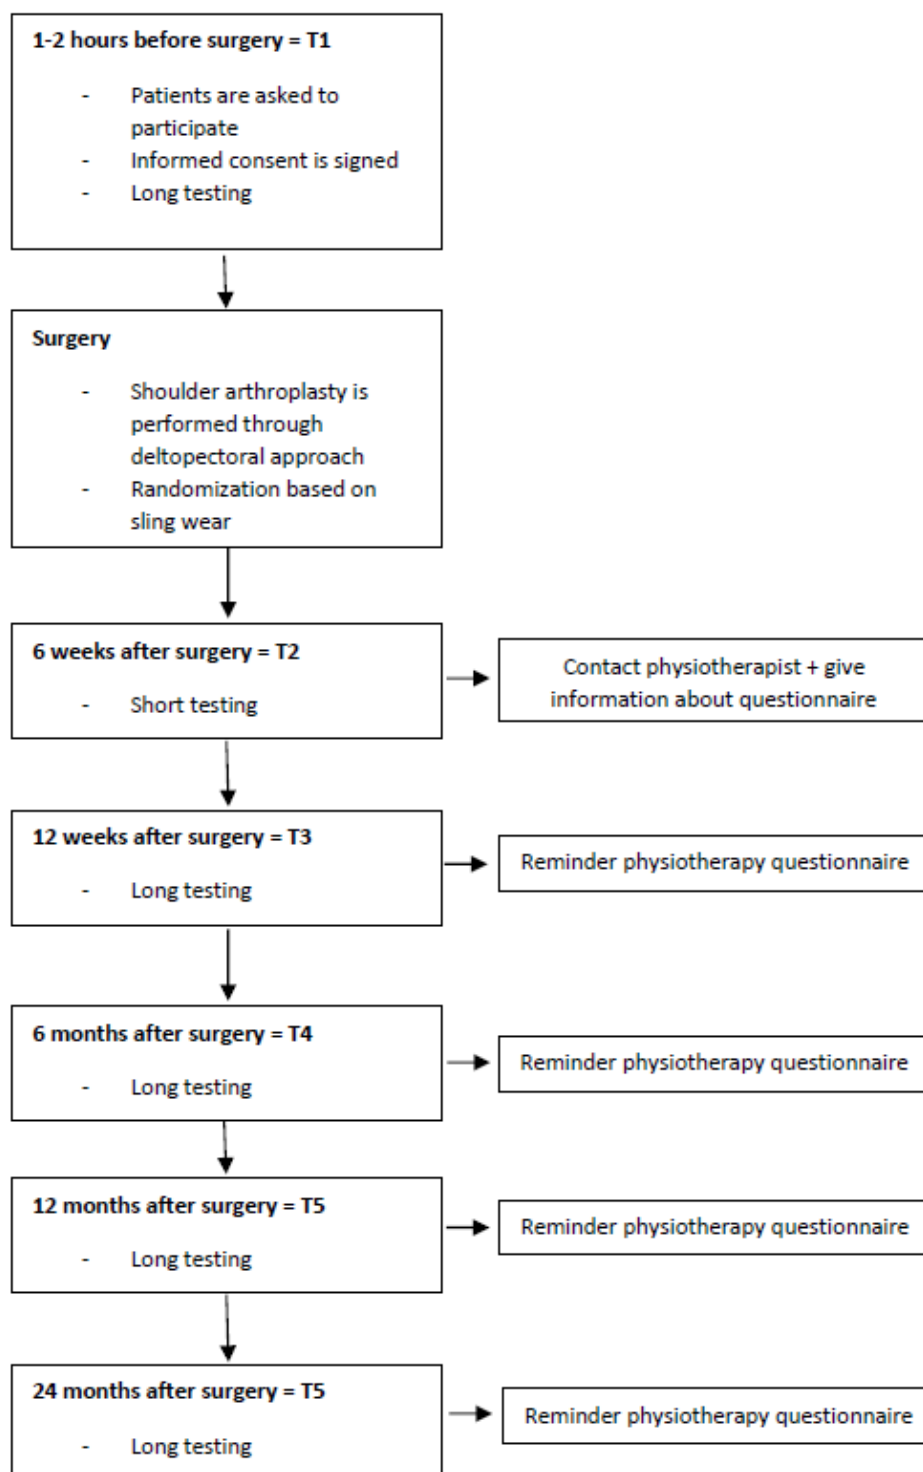 1-2 hours before surgery = T1
- Patients are asked to
participate
- Informed consent is signed
- Long testing
Surgery
- Shoulder arthroplasty is
performed through
deltopectoral approach
- Randomization based on
sling wear
6 weeks after surgery = T2
- Short testing
Contact physiotherapist + give
information about questionnaire
12 weeks after surgery = T3
- Long testing
Reminder physiotherapy questionnaire
6 months after surgery = T4
- Long testing
Reminder physiotherapy questionnaire
12 months after surgery = T5
- Long testing
Reminder physiotherapy questionnaire
24 months after surgery = T5
- Long testing
Reminder physiotherapy questionnaire